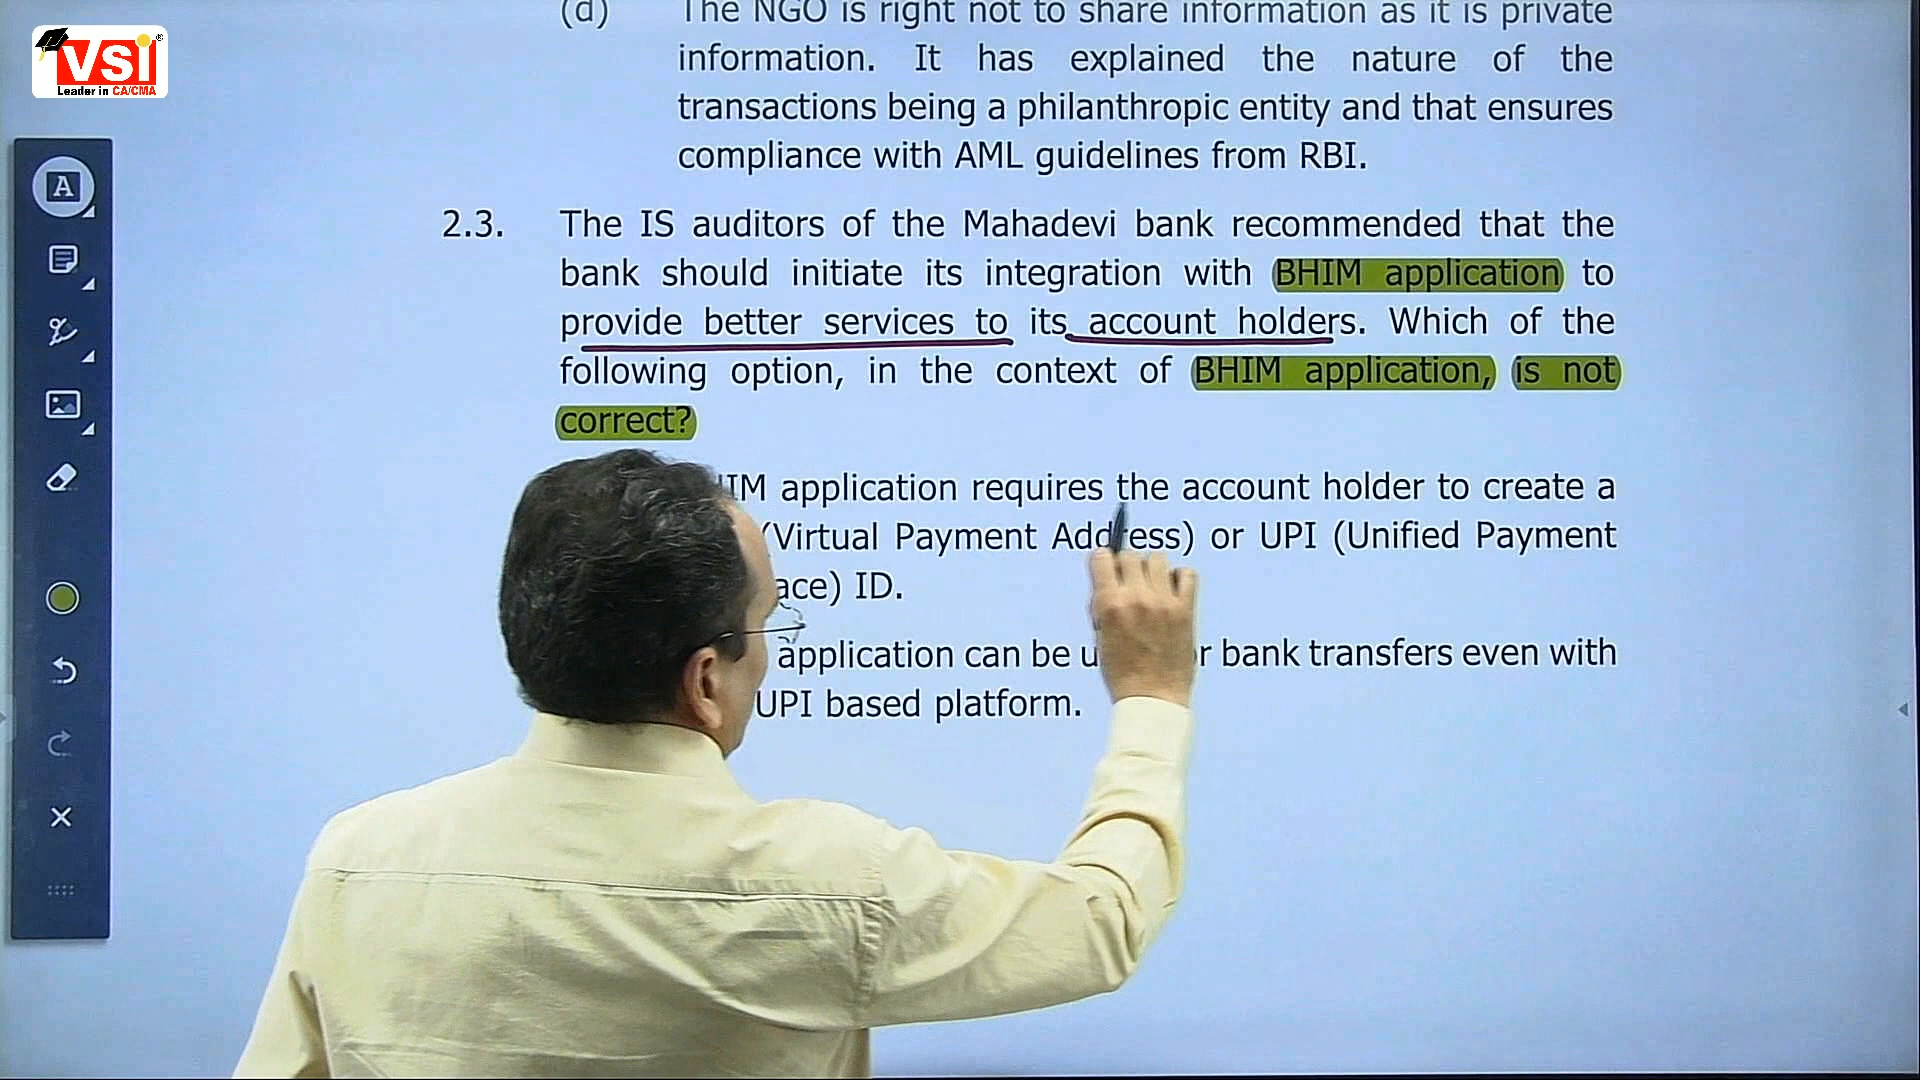 VSI
®
Leader in CA/CMA
A
(d) The NGO is right not to share information as it is private
information. It has explained the nature of the
transactions being a philanthropic entity and that ensures
compliance with AML guidelines from RBI.
2.3. The IS auditors of the Mahadevi bank recommended that the
bank should initiate its integration with BHIM application to
provide better services to its account holders. Which of the
following option, in the context of BHIM application, is not
correct?
application requires the account holder to create a
(Virtual Payment Address) or UPI (Unified Payment
ID.
application can be bank transfers even with
UPI based platform.